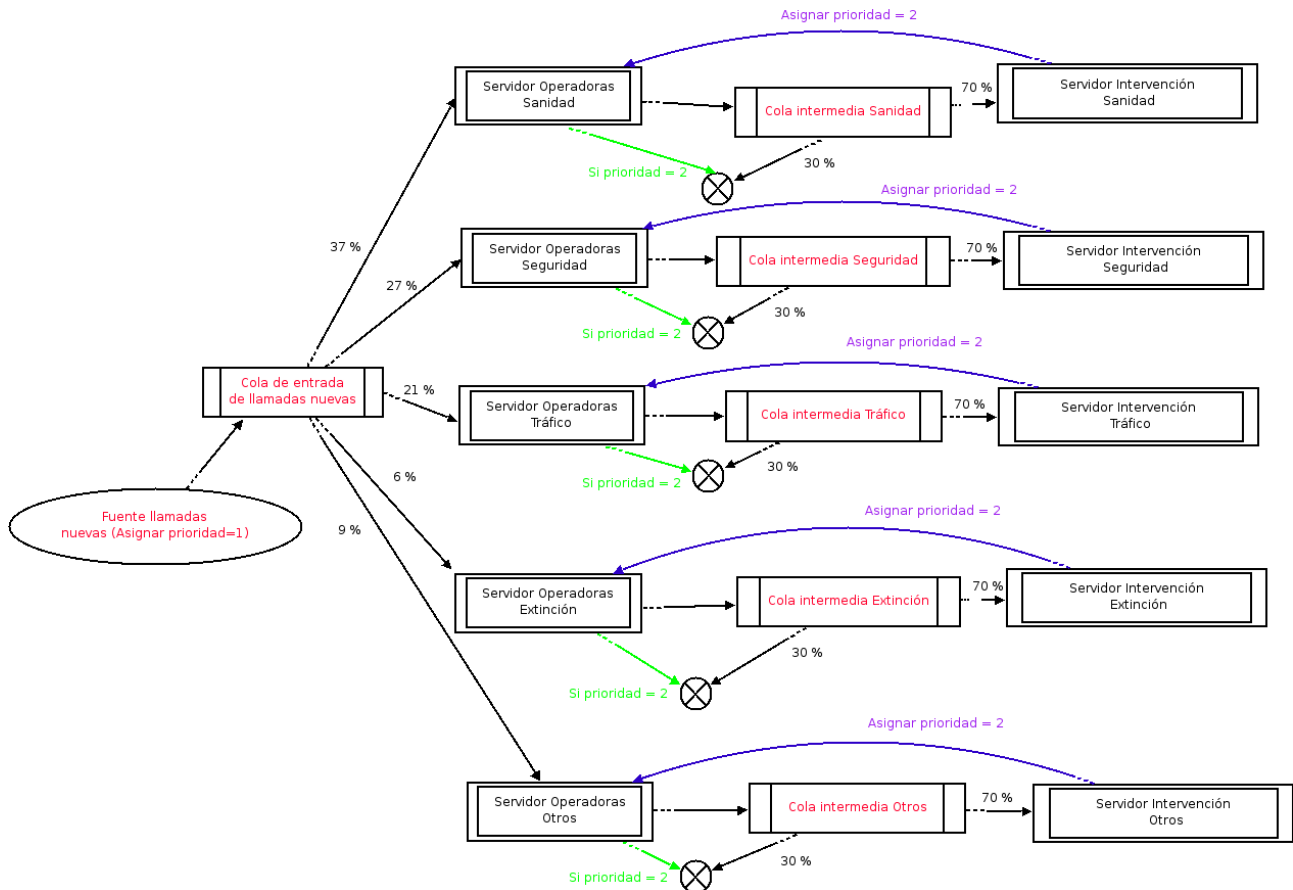 Asignar prioridad = 2
Servidor Operadoras
Sanidad
Cola intermedia Sanidad
70 %
Servidor Intervención
Sanidad
30 %
Si prioridad = 2
Asignar prioridad = 2
37 %
Servidor Operadoras
Seguridad
Cola intermedia Seguridad
70 %
Servidor Intervención
Seguridad
27 %
30 %
Si prioridad = 2
Asignar prioridad = 2
Cola de entrada
de llamadas nuevas
21 %
Servidor Operadoras
Tráfico
Cola intermedia Tráfico
70 %
Servidor Intervención
Tráfico
30 %
Si prioridad = 2
6 %
Fuente llamadas
nuevas (Asignar prioridad=1)
9 %
Asignar prioridad = 2
Servidor Operadoras
Extinción
Cola intermedia Extinción
70 %
Servidor Intervención
Extinción
30 %
Si prioridad = 2
Asignar prioridad = 2
Servidor Operadoras
Otros
Cola intermedia Otros
70 %
Servidor Intervención
Otros
30 %
Si prioridad = 2